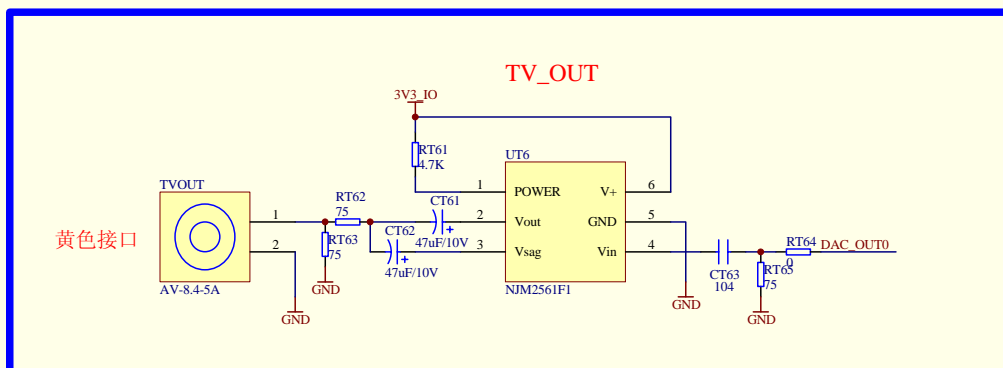 TV_OUT
3V3_IO
RT61
4.7K
UT6
TVOUT
1
POWER
V+
6
RT62
75
CT61
1
2
Vout
GND
5
黄色接口
RT63
75
CT62
47uF/10V
2
3
Vsag
Vin
4
RT64
0
DAC_OUT0
47uF/10V
CT63
104
RT65
75
AV-8.4-5A
GND
NJM2561F1
GND
GND
GND